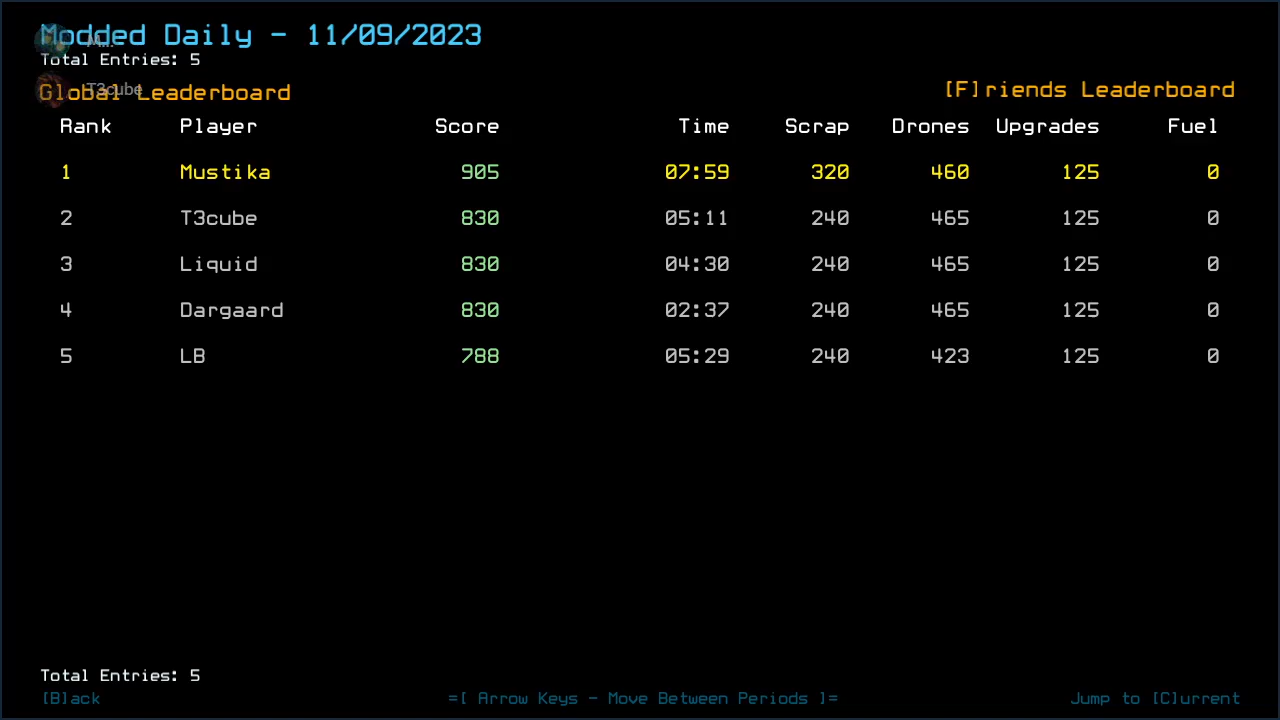 Modded Daily - 11/09/2023
M...
Total Entries: 5
T3cube
Global Leaderboard [F]riends Leaderboard
Rank Player Score Time Scrap Drones Upgrades Fuel
1 Mustika 905 07:59 320 460 125 0
2 T3cube 830 05:11 240 465 125 0
3 Liquid 830 04:30 240 465 125 0
4 Dargaard 830 02:37 240 465 125 0
5 LB 788 05:29 240 423 125 0
Total Entries: 5
[B]ack =[ Arrow Keys - Move Between Periods ]= Jump to [C]urrent